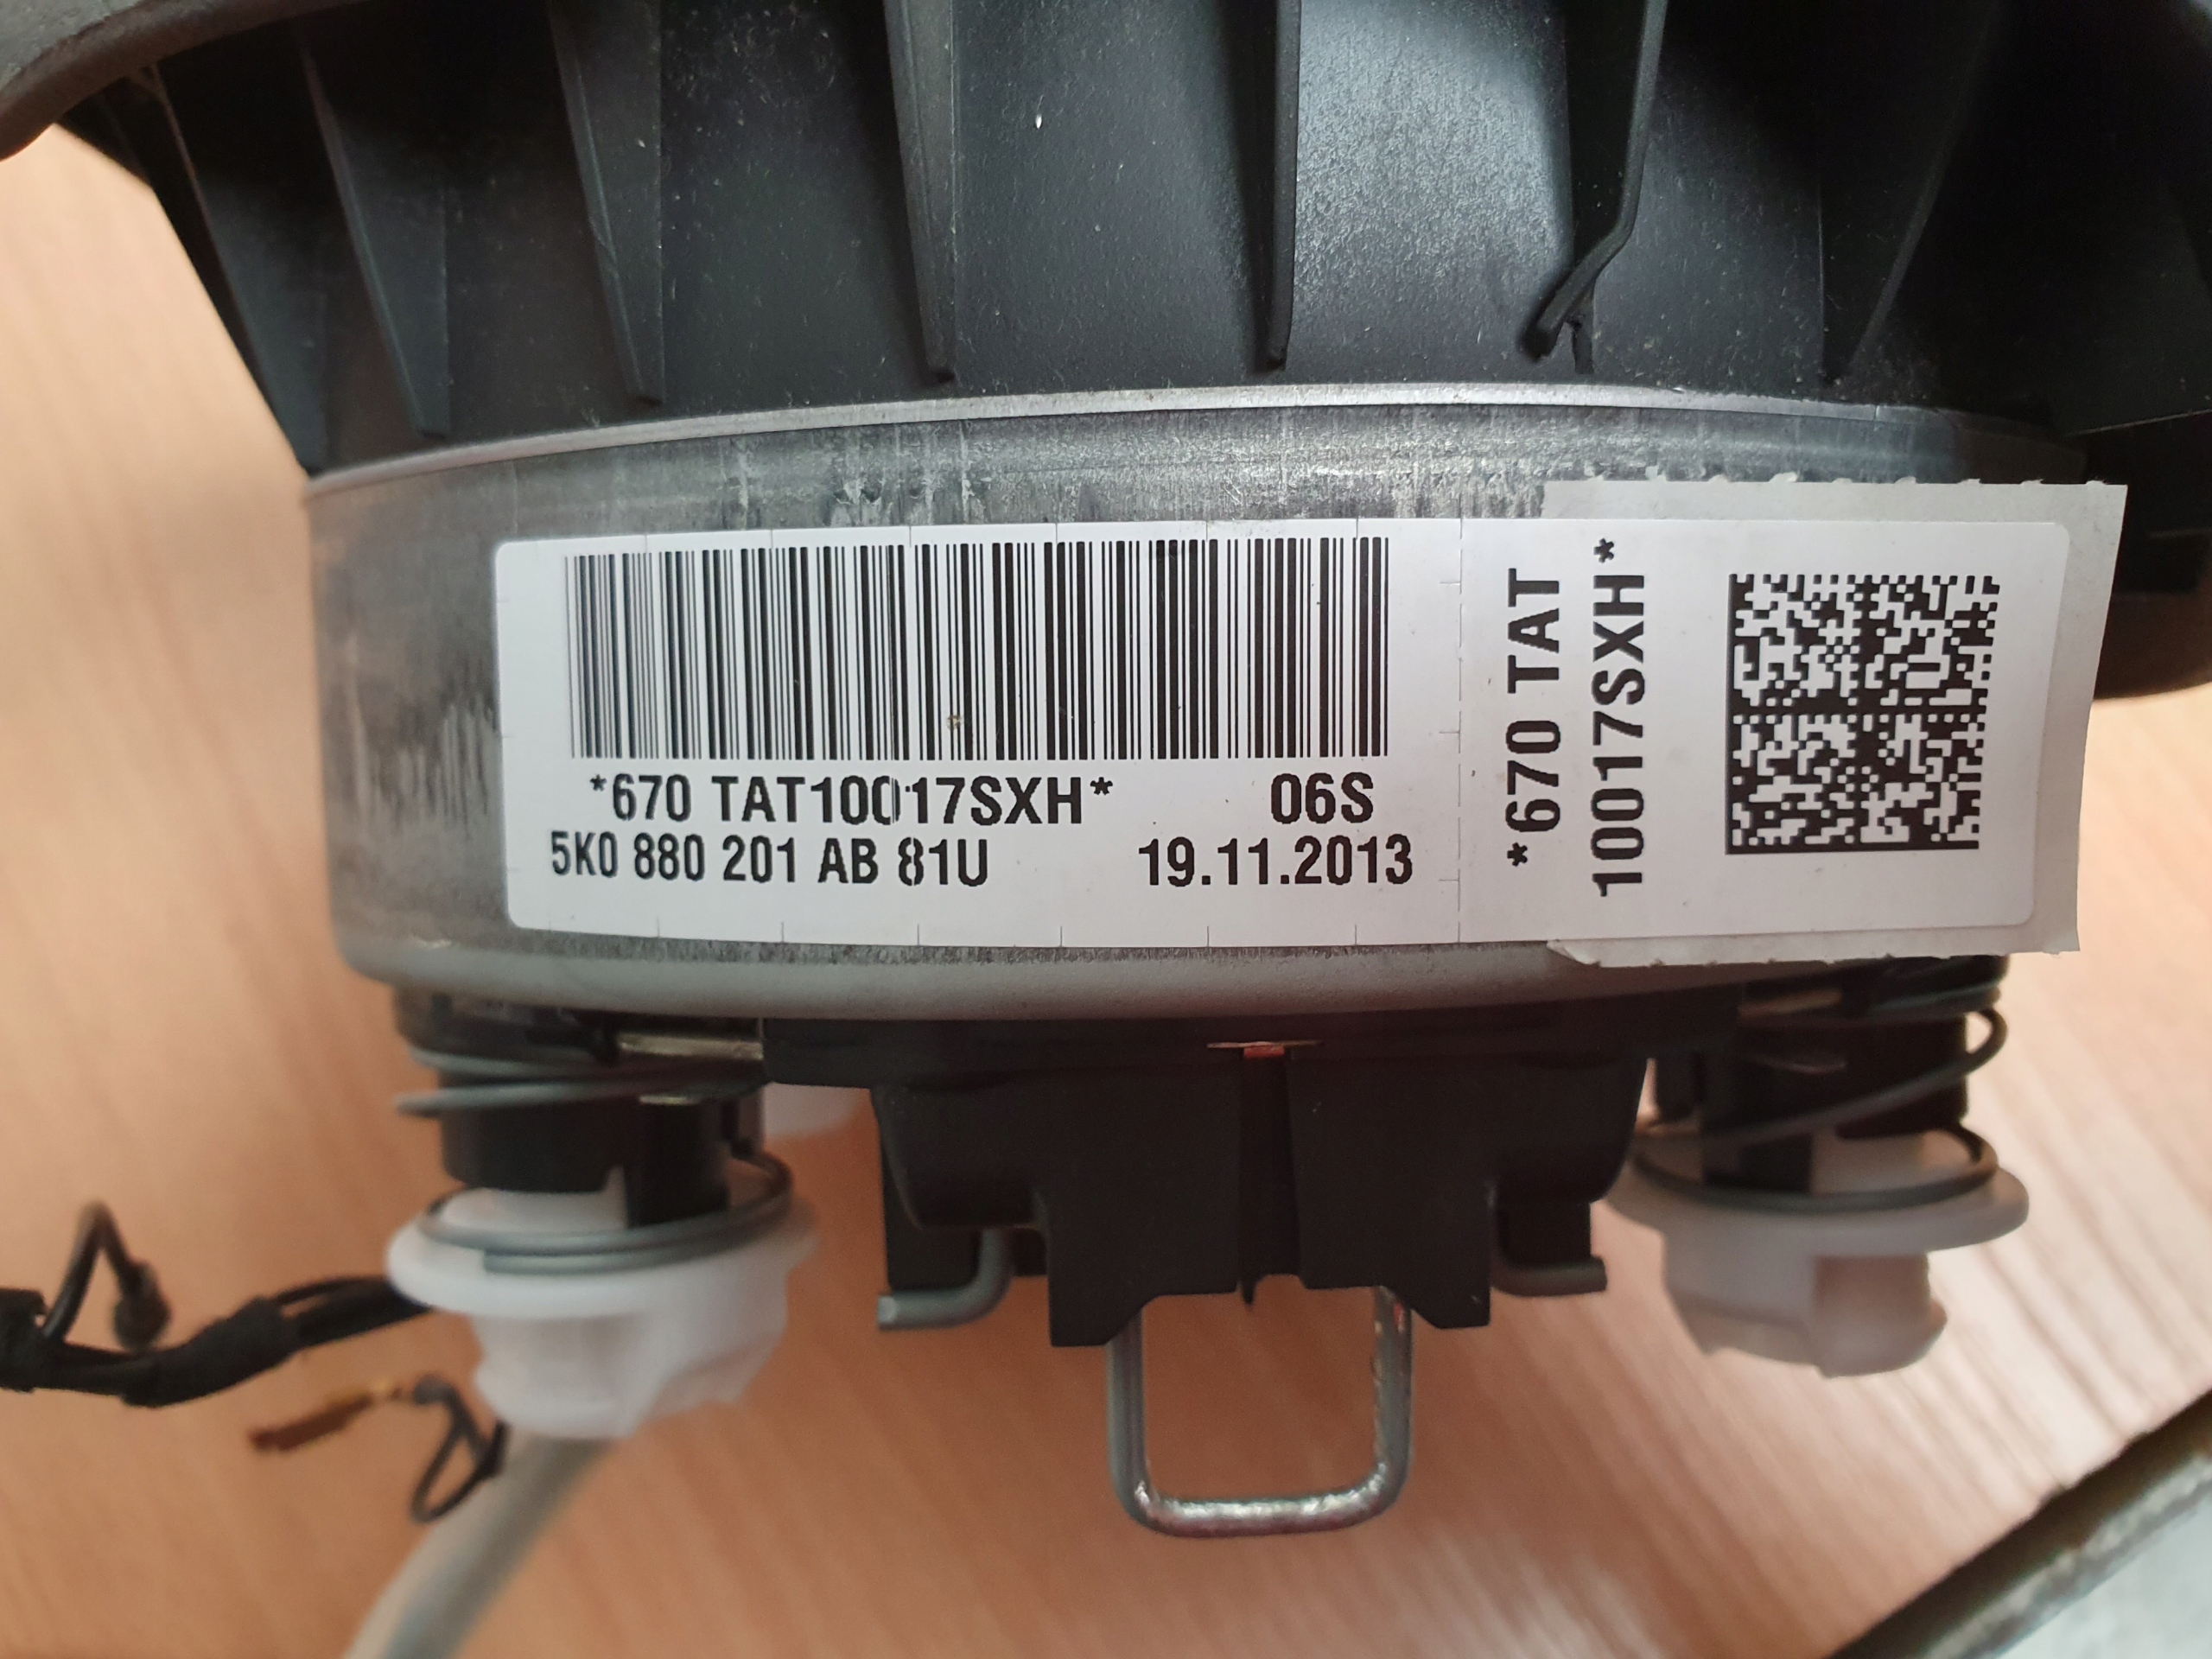 *670 TAT10017SXH* 06S
5K0 880 201 AB 81U 19.11.2013
*670 TAT
10017SXH*